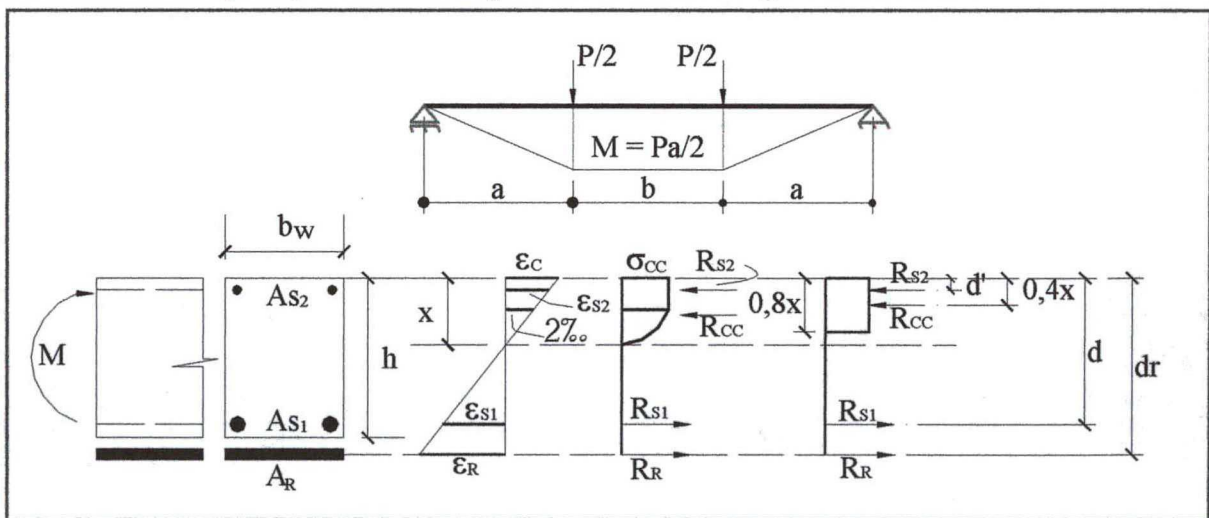 P/2 P/2
M = Pa/2
a b a
bw
εC σCC RS2 RS2
As2 εS2 d' 0,4x
x 2‰ RCC 0,8x RCC
M h d dr
As1 εS1 RS1 RS1
AR εR RR RR